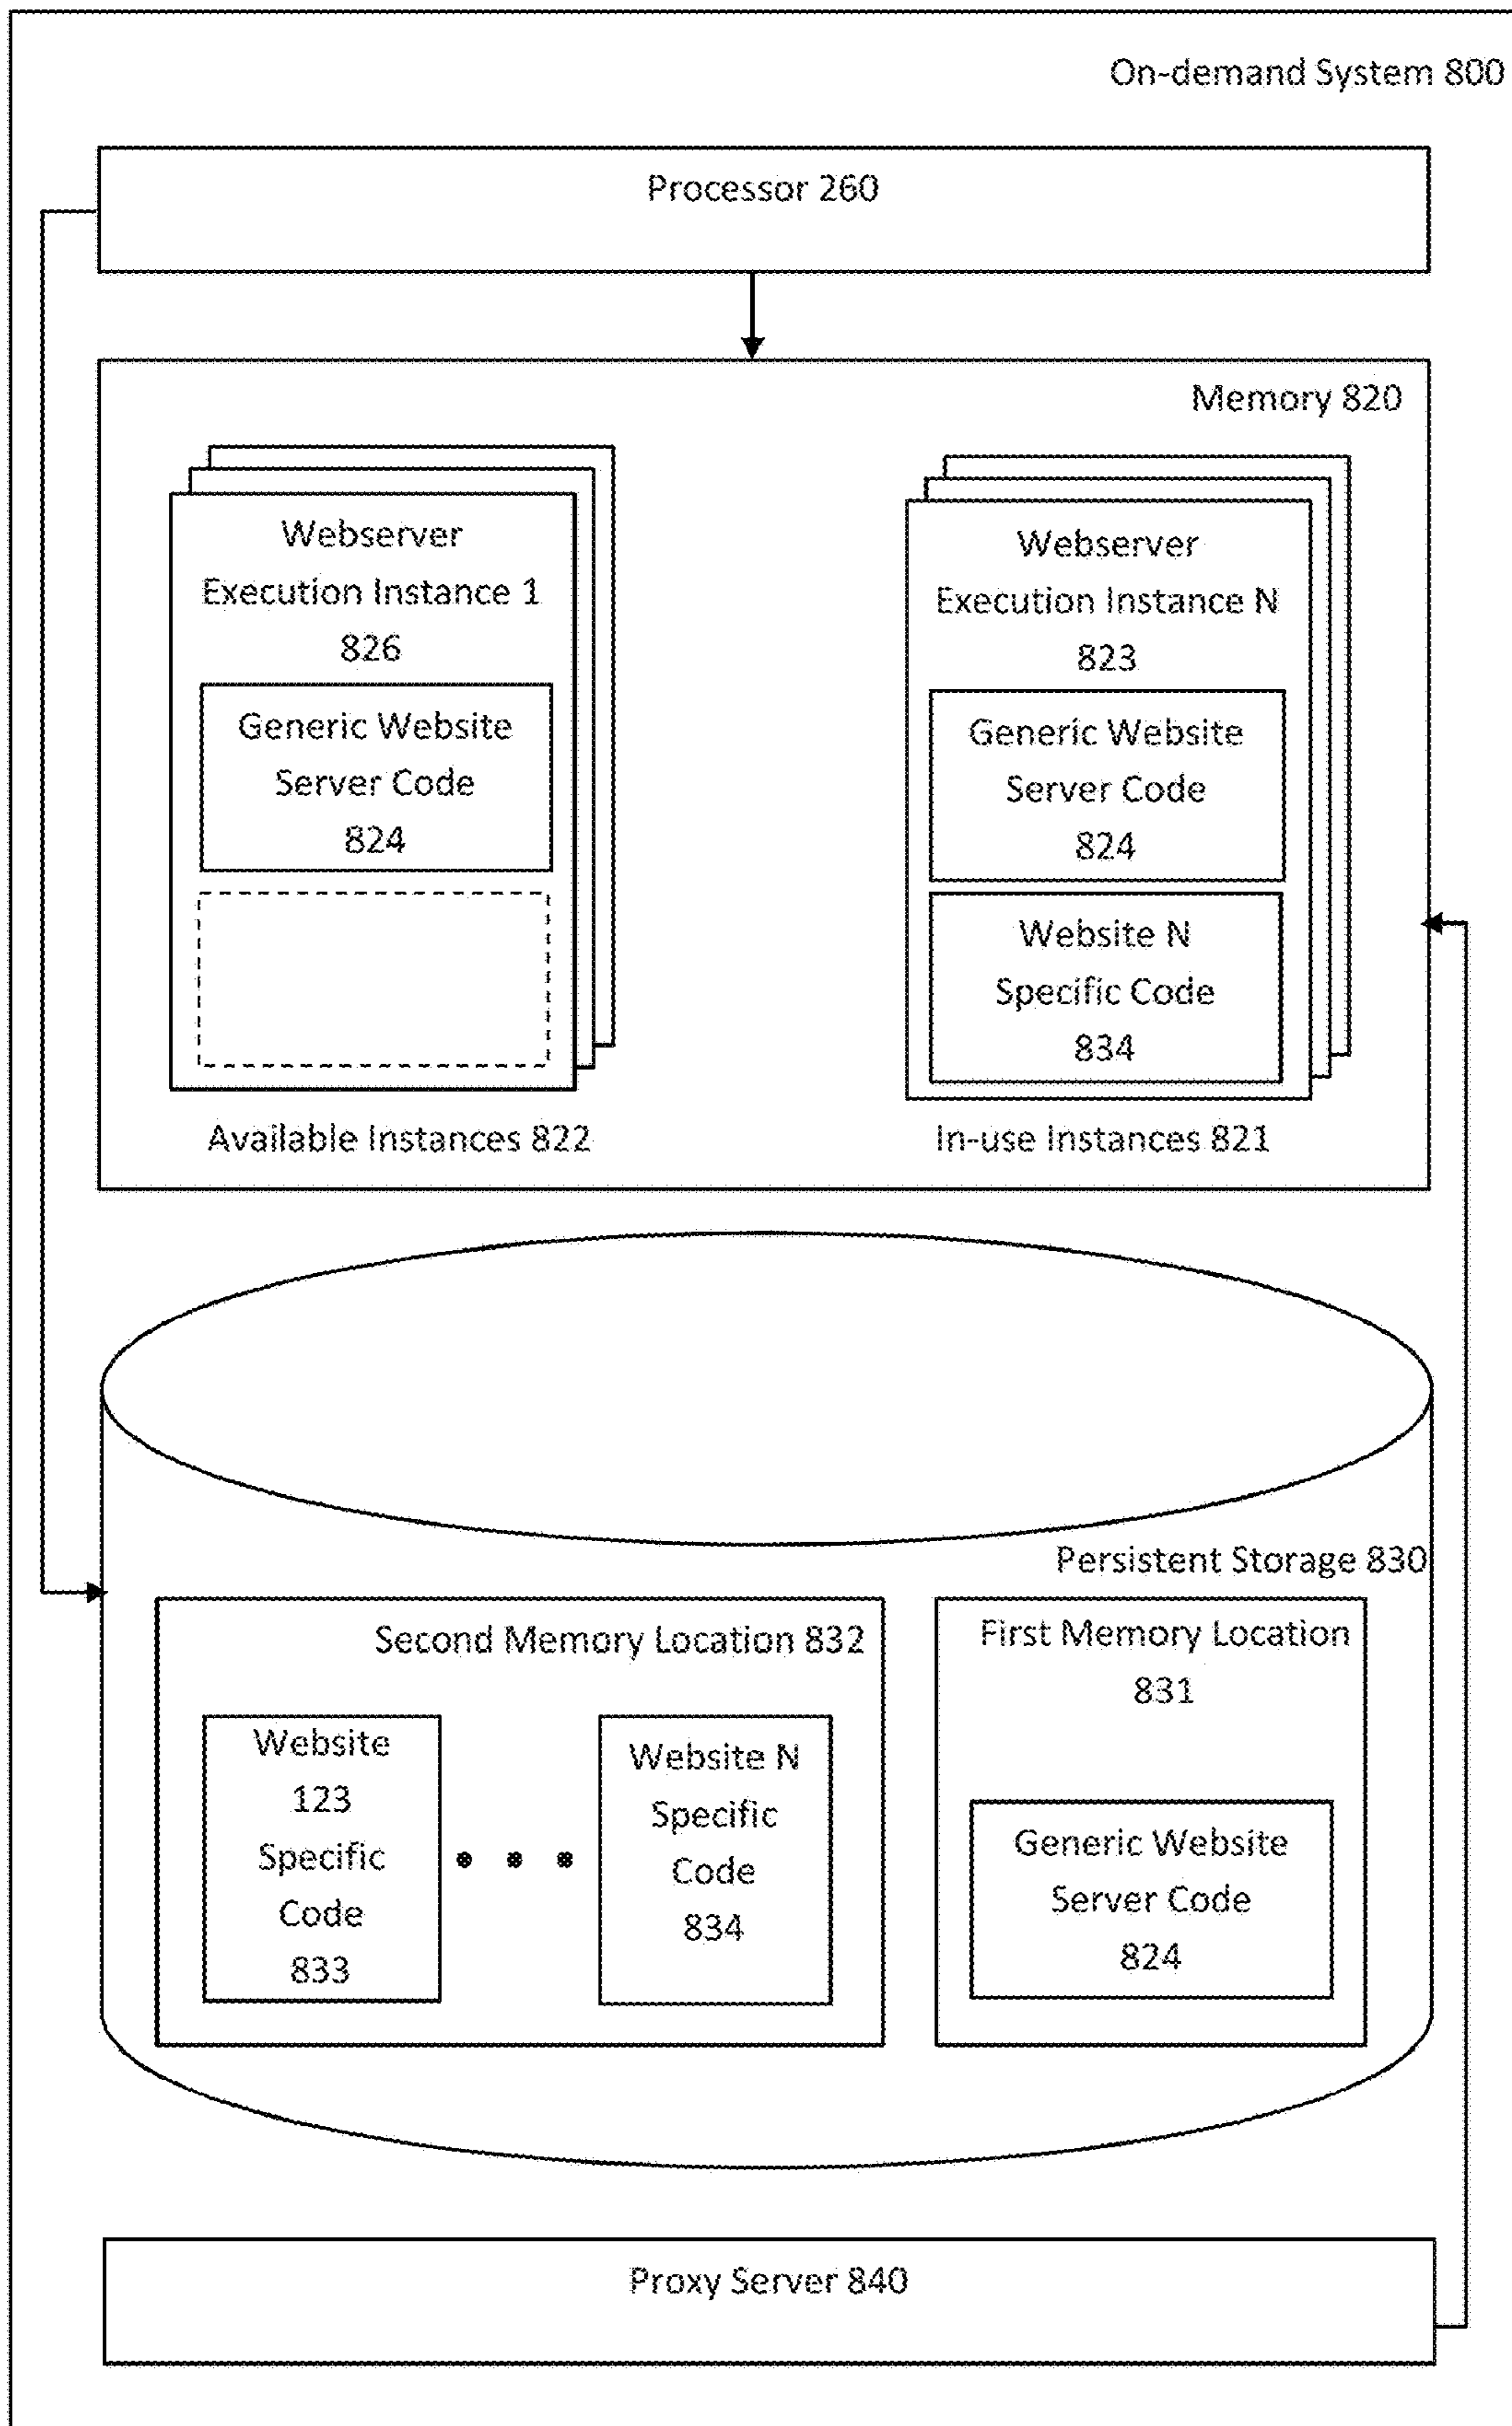 On-demand System 800
Processor 260
Memory 820
Webserver
Execution Instance 1
826
Generic Website
Server Code
824
Available Instances 822
Webserver
Execution Instance N
823
Generic Website
Server Code
824
Website N
Specific Code
834
In-use Instances 821
Persistent Storage 830
Second Memory Location 832
Website
123
Specific
Code
833
Website N
Specific
Code
834
First Memory Location
831
Generic Website
Server Code
824
Proxy Server 840